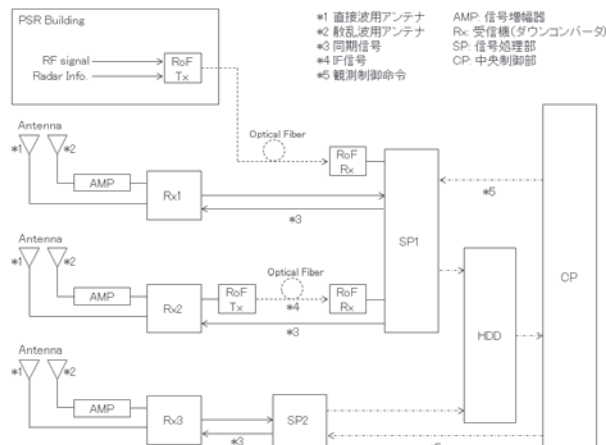 PSR Building
RF signal
Radar Info.
RoF
Tx
*1 直接波用アンテナ
*2 散乱波用アンテナ
*3 同期信号
*4 IF信号
*5 観測制御命令
AMP: 信号増幅器
Rx: 受信機(ダウンコンバータ)
SP: 信号処理部
CP: 中央制御部
Optical Fiber
RoF
Rx
Antenna
*1
*2
AMP
Rx1
*3
SP1
*5
CP
Antenna
*1
*2
AMP
Rx2
RoF
Tx
Optical Fiber
*4
RoF
Rx
*3
HDD
Antenna
*1
*2
AMP
Rx3
*3
SP2
*5